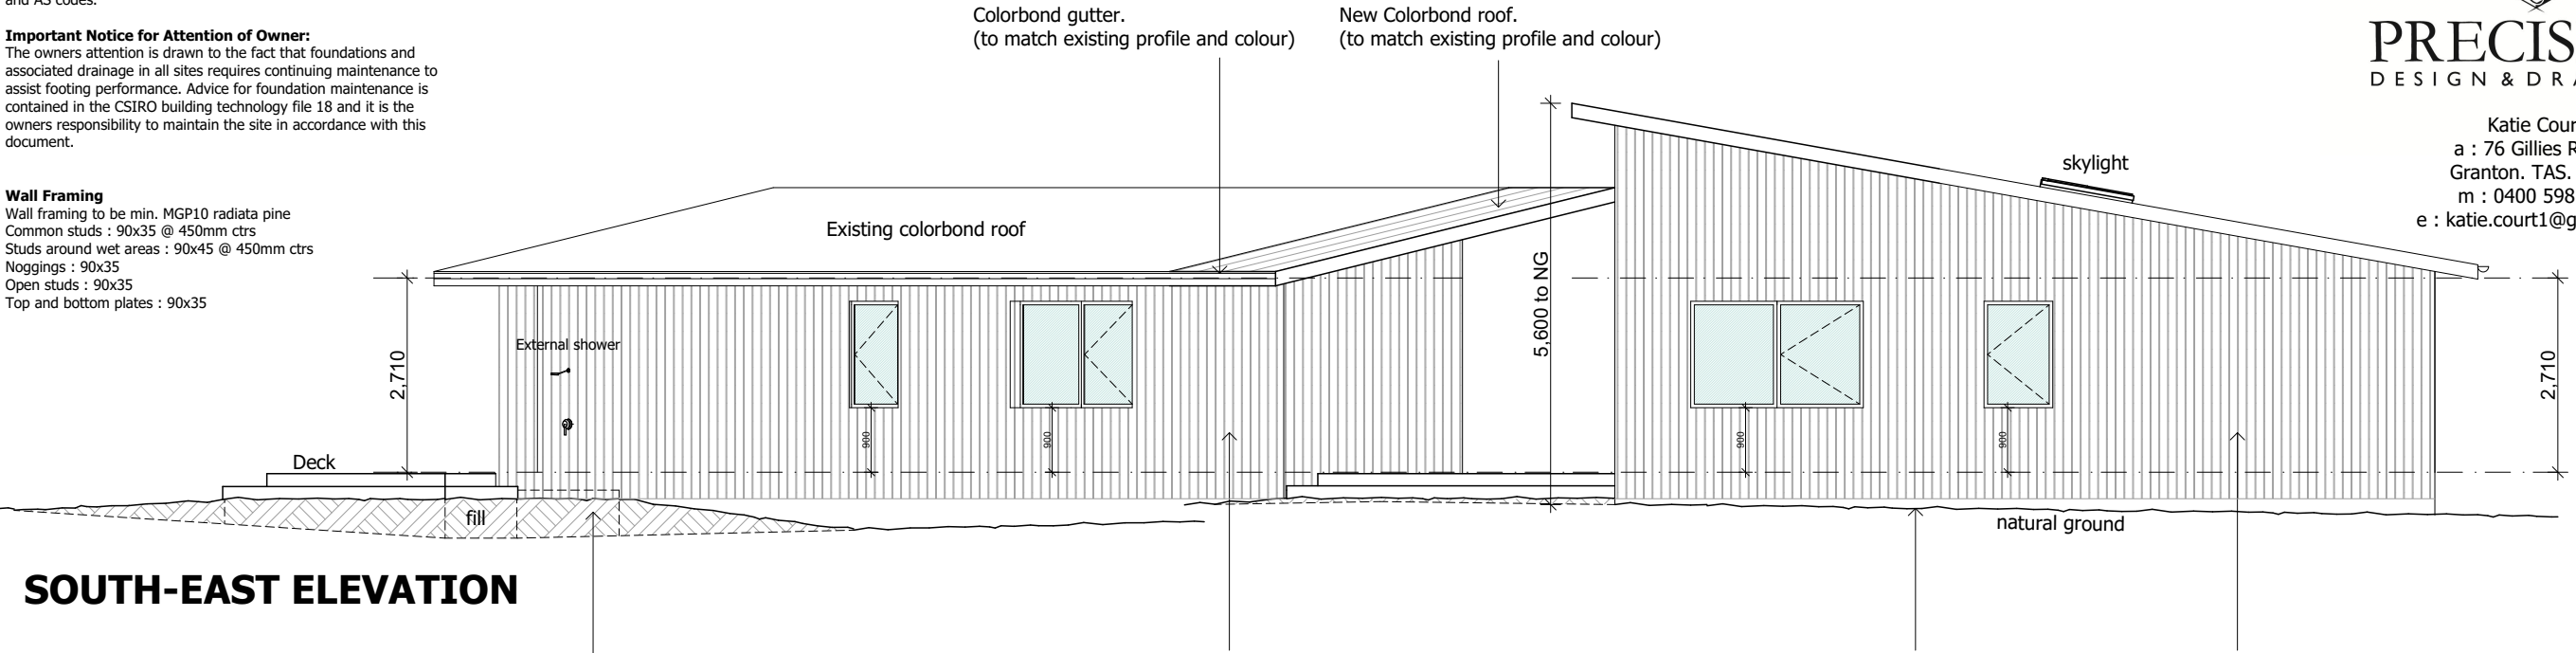 and AS codes.
Important Notice for Attention of Owner:
The owners attention is drawn to the fact that foundations and
associated drainage in all sites requires continuing maintenance to
assist footing performance. Advice for foundation maintenance is
contained in the CSIRO building technology file 18 and it is the
owners responsibility to maintain the site in accordance with this
document.
Wall Framing
Wall framing to be min. MGP10 radiata pine
Common studs : 90x35 @ 450mm ctrs
Studs around wet areas : 90x45 @ 450mm ctrs
Noggings : 90x35
Open studs : 90x35
Top and bottom plates : 90x35
Colorbond gutter.
(to match existing profile and colour)
New Colorbond roof.
(to match existing profile and colour)
PRECIS
DESIGN & DRA
Katie Cour
a : 76 Gillies R
Granton. TAS.
m : 0400 598
e : katie.court1@g
skylight
Existing colorbond roof
5,600 to NG
External shower
2,710
2,710
900
900
900
900
Deck
fill
natural ground
SOUTH-EAST ELEVATION